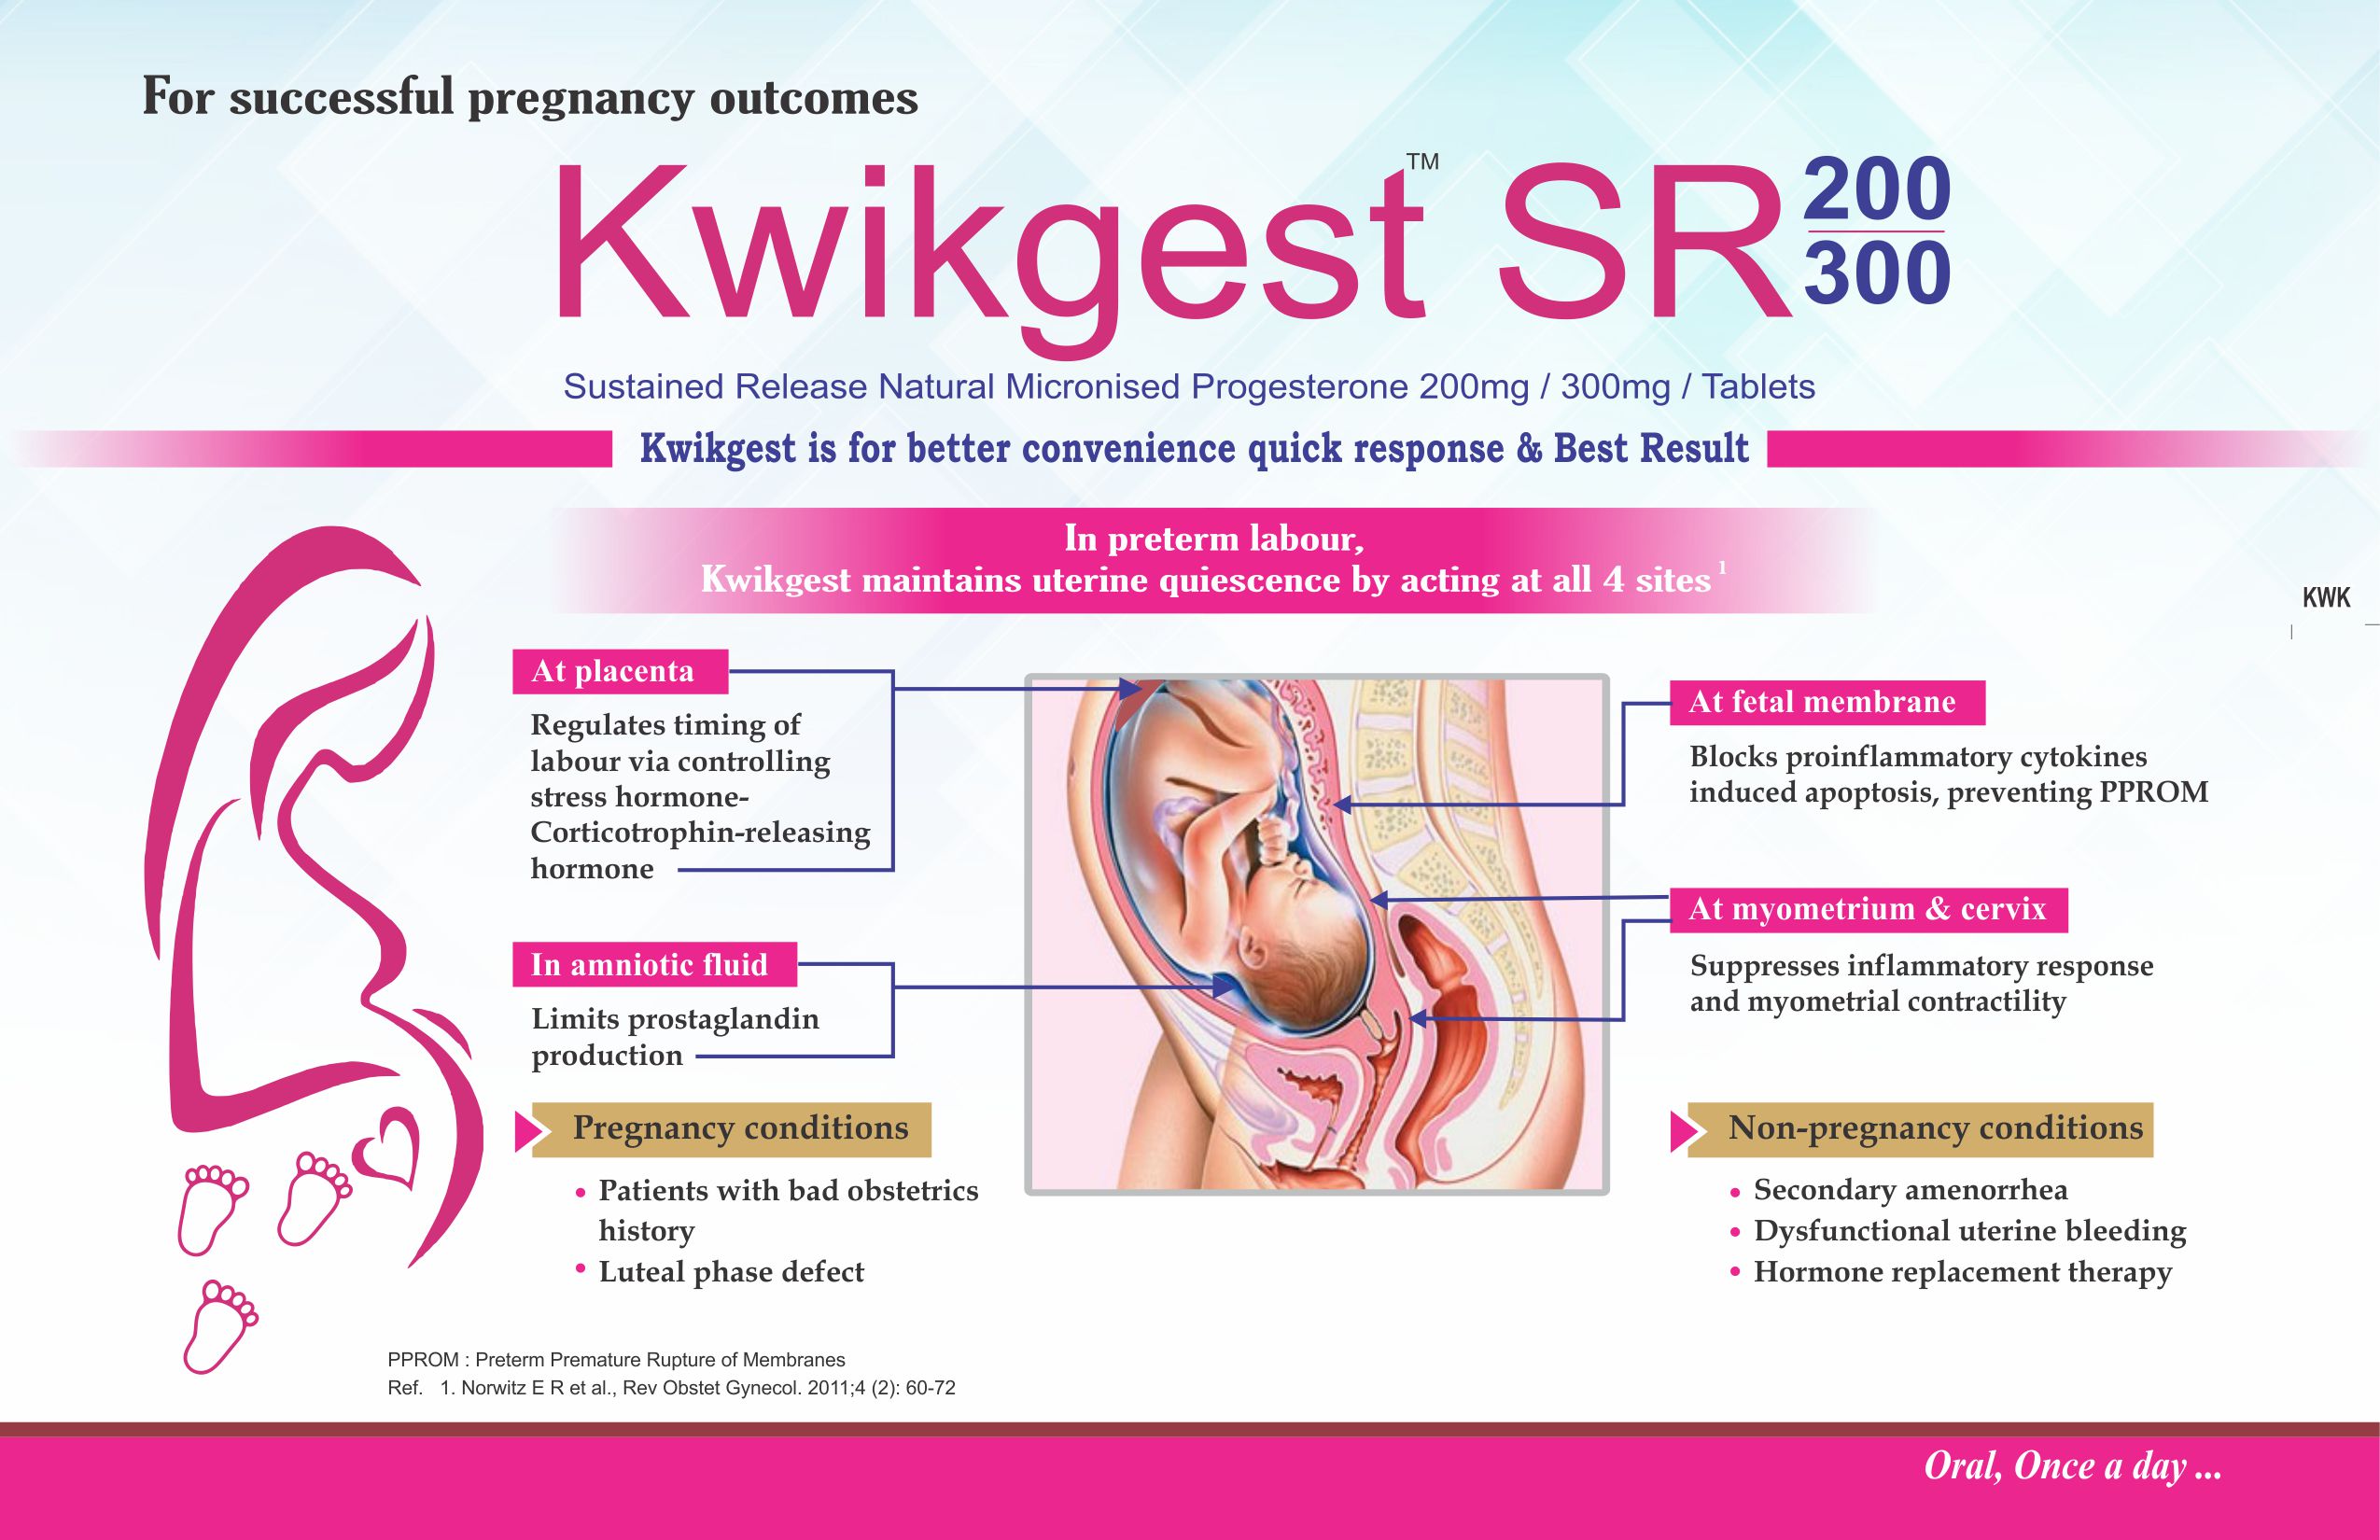 For successful pregnancy outcomes
Kwikgest™ SR 200
300
Sustained Release Natural Micronised Progesterone 200mg / 300mg / Tablets
Kwikgest is for better convenience quick response & Best Result
In preterm labour,
Kwikgest maintains uterine quiescence by acting at all 4 sites 1
KWK
At placenta
Regulates timing of
labour via controlling
stress hormone-
Corticotrophin-releasing
hormone
In amniotic fluid
Limits prostaglandin
production
At fetal membrane
Blocks proinflammatory cytokines
induced apoptosis, preventing PPROM
At myometrium & cervix
Suppresses inflammatory response
and myometrial contractility
Pregnancy conditions
• Patients with bad obstetrics
history
• Luteal phase defect
Non-pregnancy conditions
• Secondary amenorrhea
• Dysfunctional uterine bleeding
• Hormone replacement therapy
PPROM : Preterm Premature Rupture of Membranes
Ref. 1. Norwitz E R et al., Rev Obstet Gynecol. 2011;4 (2): 60-72
Oral, Once a day ...